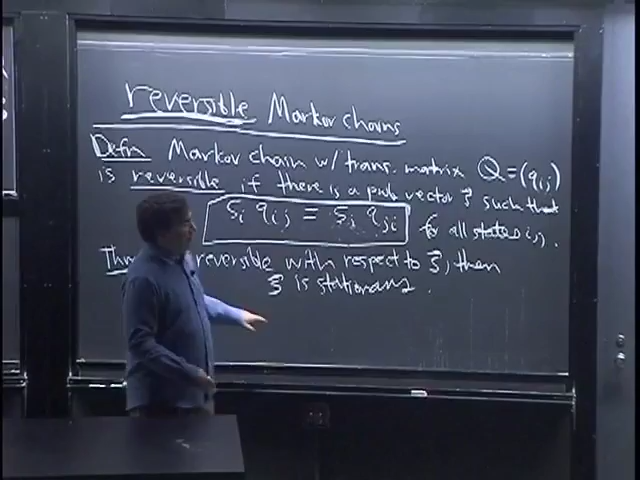 reversible Markov chains
Defn Markov chain w/ trans. matrix Q = (qij)
is reversible if there is a prob vector s⃗ such that
si qij = sj qji for all states i,j.
Thm reversible with respect to s⃗, then
s⃗ is stationary.